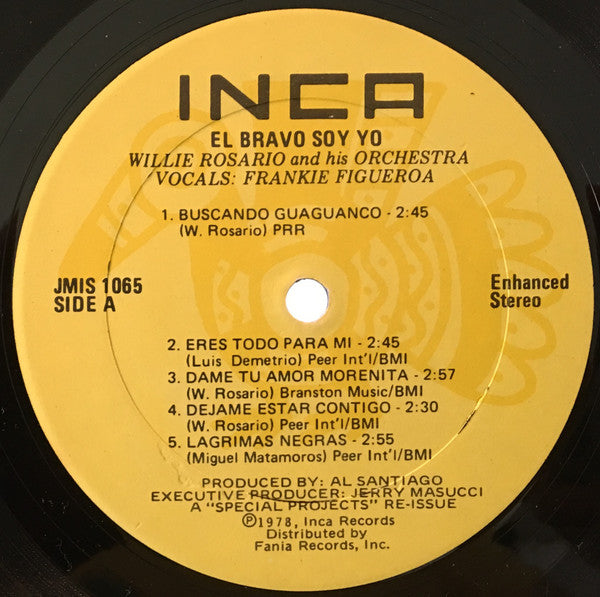 INCA
EL BRAVO SOY YO
WILLIE ROSARIO and his ORCHESTRA
VOCALS: FRANKIE FIGUEROA
1. BUSCANDO GUAGUANCO - 2:45
(W. Rosario) PRR
JMIS 1065
SIDE A
Enhanced
Stereo
2. ERES TODO PARA MI - 2:45
(Luis Demetrio) Peer Int'l/BMI
3. DAME TU AMOR MORENITA - 2:57
(W. Rosario) Branston Music/BMI
4. DEJAME ESTAR CONTIGO - 2:30
(W. Rosario) Peer Int'l/BMI
5. LAGRIMAS NEGRAS - 2:55
(Miguel Matamoros) Peer Int'l/BMI
PRODUCED BY: AL SANTIAGO
EXECUTIVE PRODUCER: JERRY MASUCCI
A "SPECIAL PROJECTS" RE-ISSUE
Ⓟ1978, Inca Records
Distributed by
Fania Records, Inc.